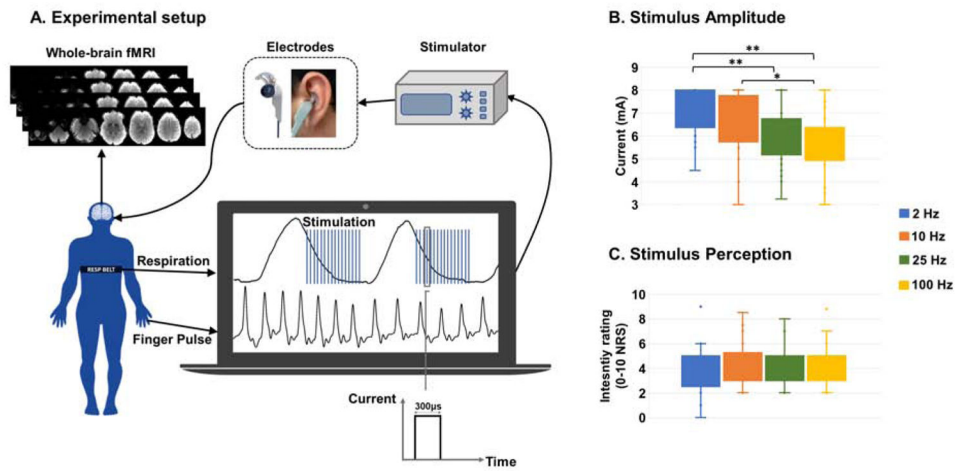 A. Experimental setup
Whole-brain fMRI
Electrodes
Stimulator
Stimulation
RESP BELT
Respiration
Finger Pulse
Current
300µs
Time
B. Stimulus Amplitude
**
**
*
Current (mA)
9
8
7
6
5
4
3
2 Hz
10 Hz
25 Hz
100 Hz
C. Stimulus Perception
Intesntiy rating
(0-10 NRS)
10
8
6
4
2
0